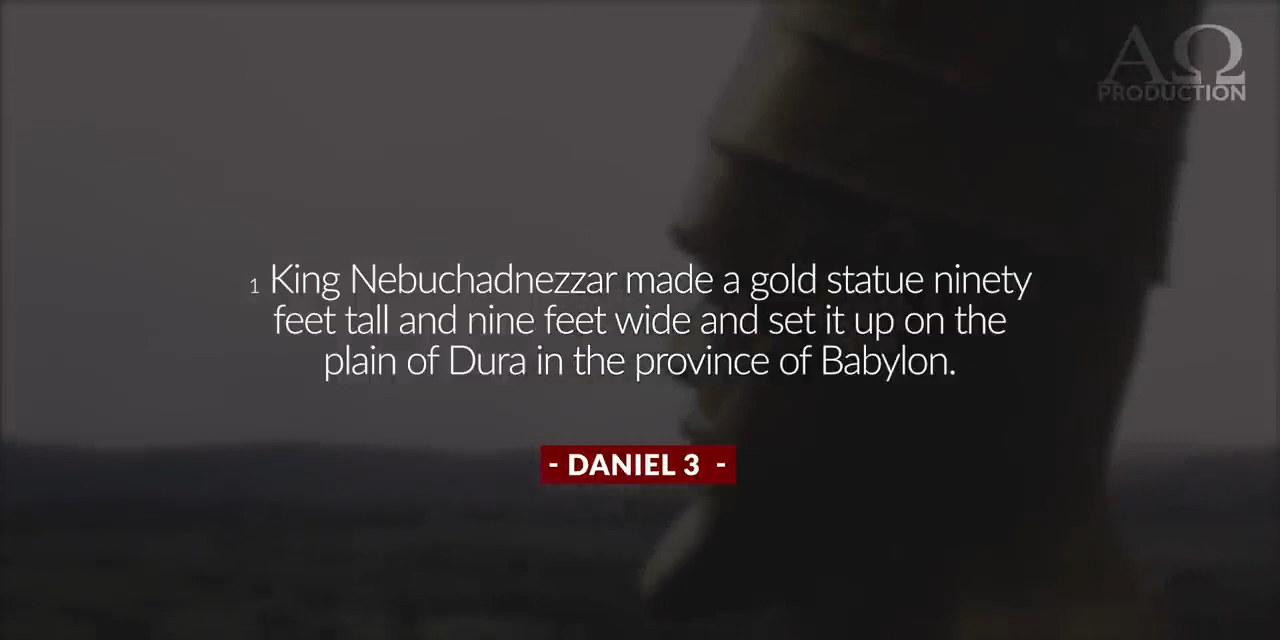 ΑΩ
PRODUCTION
1 King Nebuchadnezzar made a gold statue ninety
feet tall and nine feet wide and set it up on the
plain of Dura in the province of Babylon.
- DANIEL 3 -